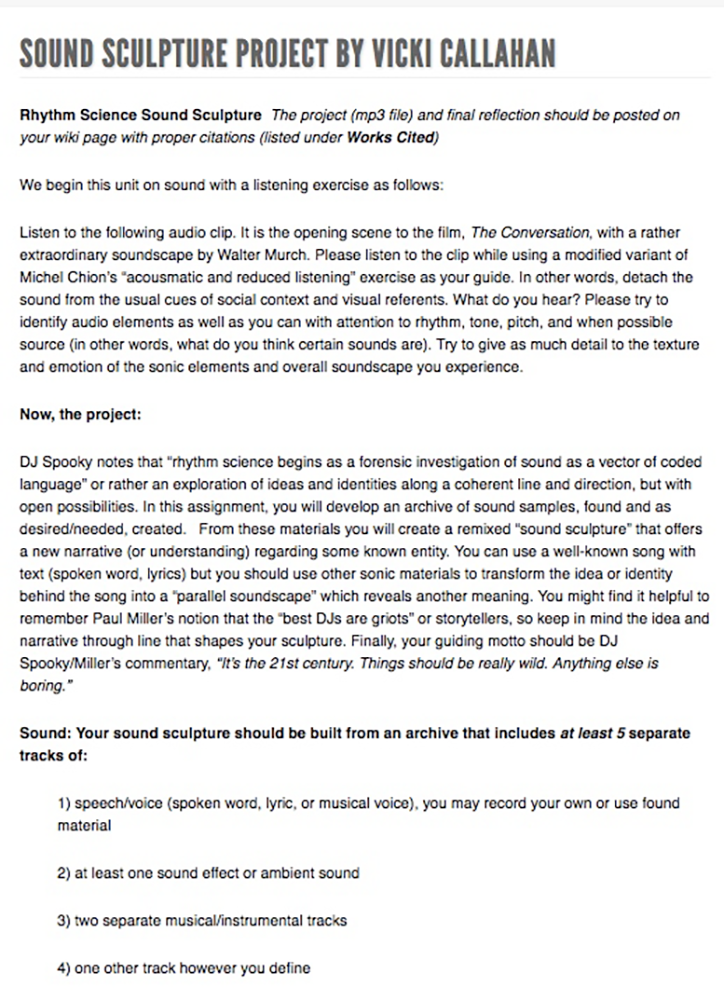 SOUND SCULPTURE PROJECT BY VICKI CALLAHAN
Rhythm Science Sound Sculpture The project (mp3 file) and final reflection should be posted on
your wiki page with proper citations (listed under Works Cited)
We begin this unit on sound with a listening exercise as follows:
Listen to the following audio clip. It is the opening scene to the film, The Conversation, with a rather
extraordinary soundscape by Walter Murch. Please listen to the clip while using a modified variant of
Michel Chion's "acousmatic and reduced listening" exercise as your guide. In other words, detach the
sound from the usual cues of social context and visual referents. What do you hear? Please try to
identify audio elements as well as you can with attention to rhythm, tone, pitch, and when possible
source (in other words, what do you think certain sounds are). Try to give as much detail to the texture
and emotion of the sonic elements and overall soundscape you experience.
Now, the project:
DJ Spooky notes that "rhythm science begins as a forensic investigation of sound as a vector of coded
language" or rather an exploration of ideas and identities along a coherent line and direction, but with
open possibilities. In this assignment, you will develop an archive of sound samples, found and as
desired/needed, created. From these materials you will create a remixed "sound sculpture" that offers
a new narrative (or understanding) regarding some known entity. You can use a well-known song with
text (spoken word, lyrics) but you should use other sonic materials to transform the idea or identity
behind the song into a "parallel soundscape" which reveals another meaning. You might find it helpful to
remember Paul Miller's notion that the "best DJs are griots" or storytellers, so keep in mind the idea and
narrative through line that shapes your sculpture. Finally, your guiding motto should be DJ
Spooky/Miller's commentary, "It's the 21st century. Things should be really wild. Anything else is
boring."
Sound: Your sound sculpture should be built from an archive that includes at least 5 separate
tracks of:
1) speech/voice (spoken word, lyric, or musical voice), you may record your own or use found
material
2) at least one sound effect or ambient sound
3) two separate musical/instrumental tracks
4) one other track however you define